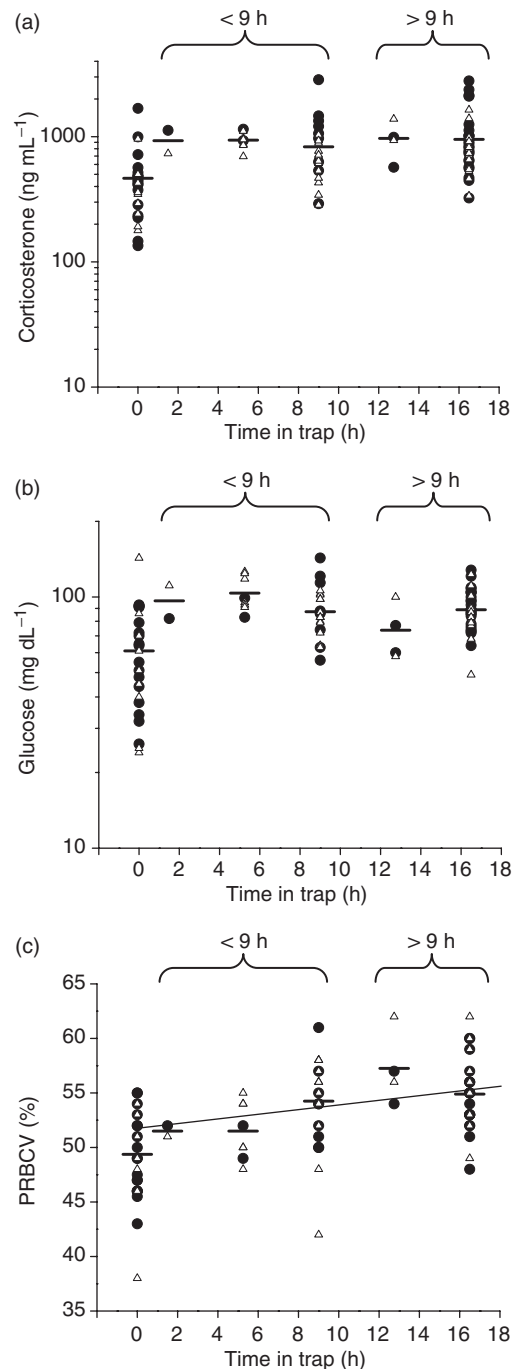 (a)
< 9 h
> 9 h
Corticosterone (ng mL⁻¹)
1000
100
10
0 2 4 6 8 10 12 14 16 18
Time in trap (h)
(b)
< 9 h
> 9 h
Glucose (mg dL⁻¹)
100
10
0 2 4 6 8 10 12 14 16 18
Time in trap (h)
(c)
< 9 h
> 9 h
PRBCV (%)
65
60
55
50
45
40
35
0 2 4 6 8 10 12 14 16 18
Time in trap (h)